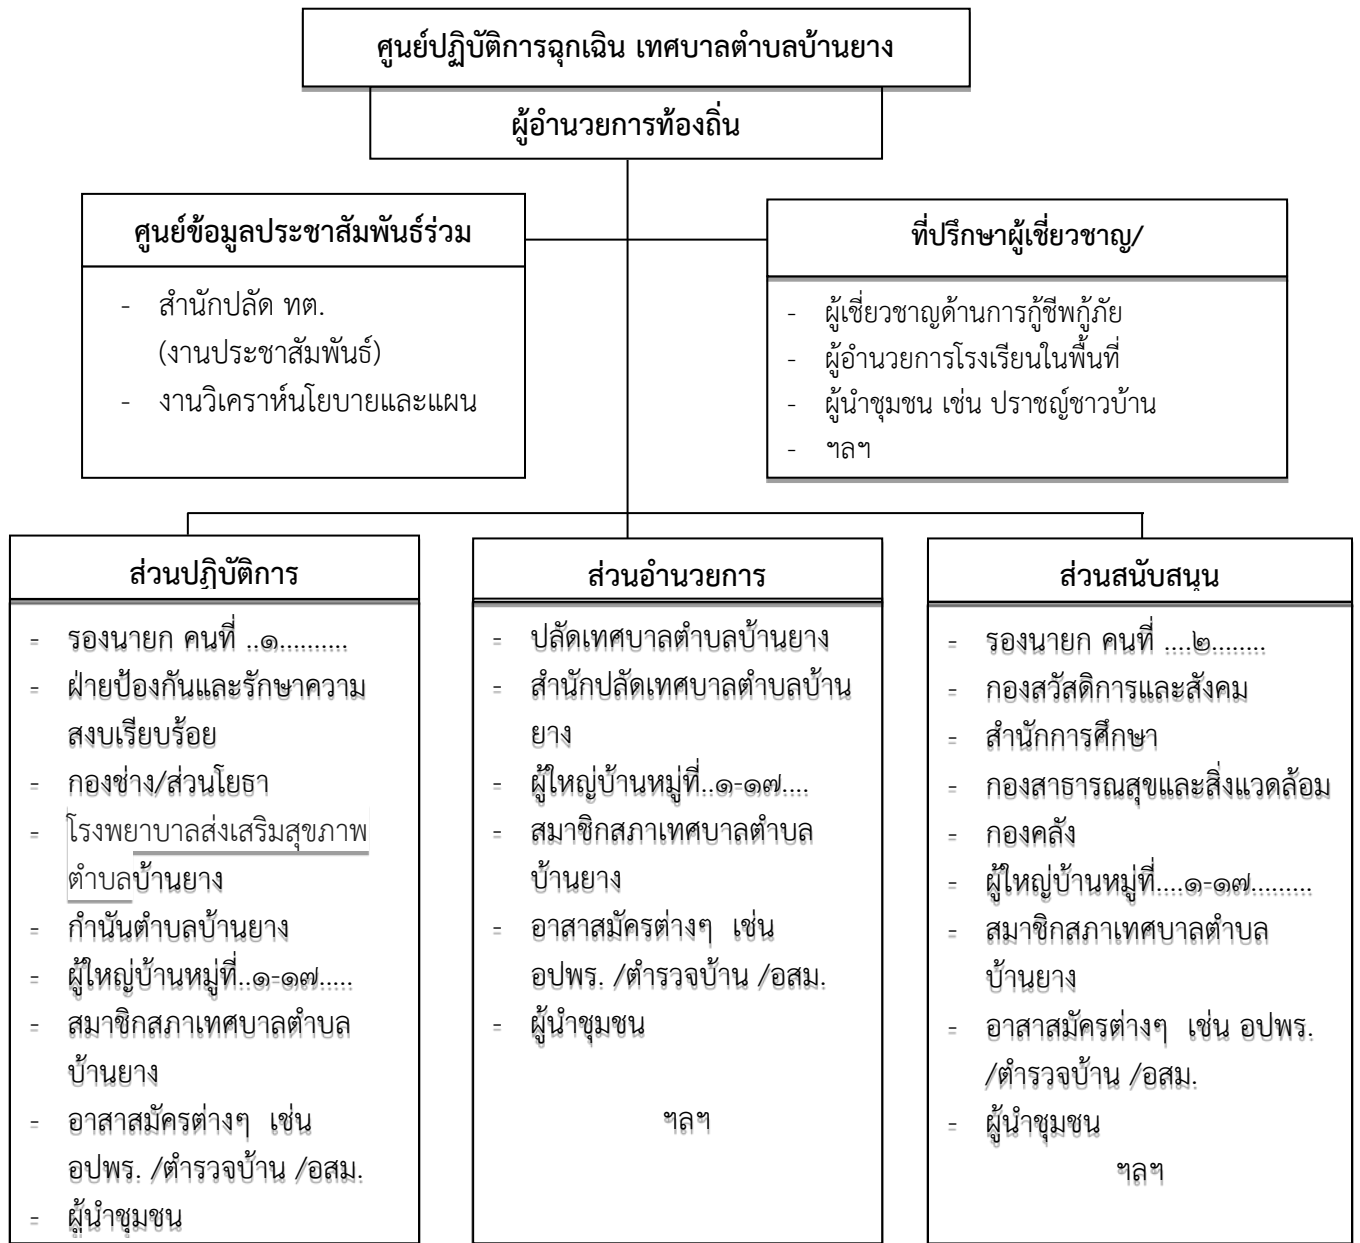 ศูนย์ปฏิบัติการฉุกเฉิน เทศบาลตำบลบ้านยาง
ผู้อำนวยการท้องถิ่น
ศูนย์ข้อมูลประชาสัมพันธ์ร่วม
- สำนักปลัด ทต.
(งานประชาสัมพันธ์)
- งานวิเคราห์นโยบายและแผน
ที่ปรึกษาผู้เชี่ยวชาญ/
- ผู้เชี่ยวชาญด้านการกู้ชีพกู้ภัย
- ผู้อำนวยการโรงเรียนในพื้นที่
- ผู้นำชุมชน เช่น ปราชญ์ชาวบ้าน
- ฯลฯ
ส่วนปฏิบัติการ
- รองนายก คนที่ ..๑..........
- ฝ่ายป้องกันและรักษาความ
สงบเรียบร้อย
- กองช่าง/ส่วนโยธา
- โรงพยาบาลส่งเสริมสุขภาพ
ตำบลบ้านยาง
- กำนันตำบลบ้านยาง
- ผู้ใหญ่บ้านหมู่ที่..๑-๑๗.....
- สมาชิกสภาเทศบาลตำบล
บ้านยาง
- อาสาสมัครต่างๆ เช่น
อปพร. /ตำรวจบ้าน /อสม.
- ผู้นำชุมชน
ส่วนอำนวยการ
- ปลัดเทศบาลตำบลบ้านยาง
- สำนักปลัดเทศบาลตำบลบ้าน
ยาง
- ผู้ใหญ่บ้านหมู่ที่..๑-๑๗....
- สมาชิกสภาเทศบาลตำบล
บ้านยาง
- อาสาสมัครต่างๆ เช่น
อปพร. /ตำรวจบ้าน /อสม.
- ผู้นำชุมชน
ฯลฯ
ส่วนสนับสนุน
- รองนายก คนที่ ....๒........
- กองสวัสดิการและสังคม
- สำนักการศึกษา
- กองสาธารณสุขและสิ่งแวดล้อม
- กองคลัง
- ผู้ใหญ่บ้านหมู่ที่....๑-๑๗.........
- สมาชิกสภาเทศบาลตำบล
บ้านยาง
- อาสาสมัครต่างๆ เช่น อปพร.
/ตำรวจบ้าน /อสม.
- ผู้นำชุมชน
ฯลฯ